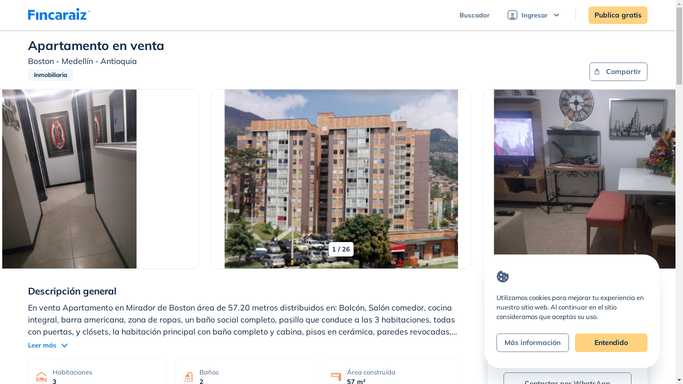 Fincaraiz
Buscador
Ingresar
Publica gratis
Apartamento en venta
Boston - Medellín - Antioquia
Inmobiliaria
Compartir
1 / 26
Descripción general
En venta Apartamento en Mirador de Boston área de 57.20 metros distribuidos en: Balcón, Salón comedor, cocina
integral, barra americana, zona de ropas, un baño social completo, pasillo que conduce a las 3 habitaciones, todas
con puertas, y clósets, la habitación principal con baño completo y cabina, pisos en cerámica, paredes revocadas,...
Leer más
Habitaciones
3
Baños
2
Área construida
57 m²
Utilizamos cookies para mejorar tu experiencia en
nuestro sitio web. Al continuar en el sitio
consideramos que aceptas su uso.
Más información
Entendido
Contactar por WhatsApp